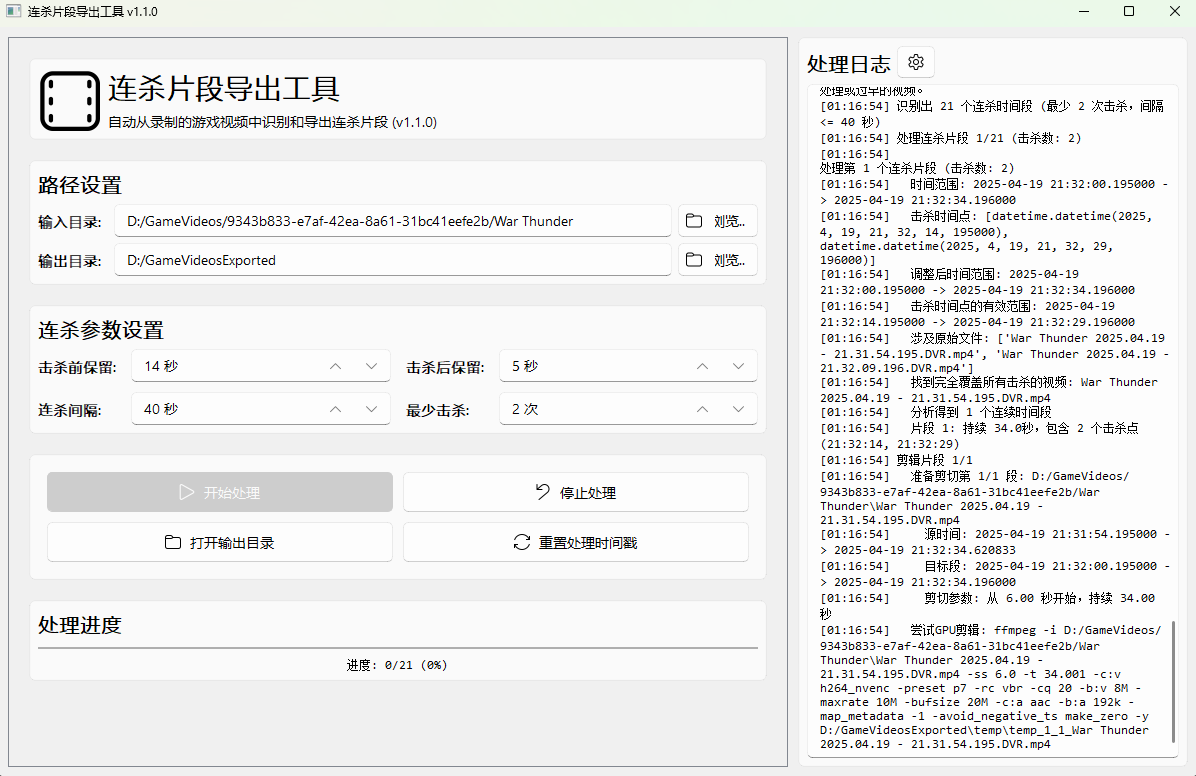 连杀片段导出工具 v1.1.0
连杀片段导出工具
自动从录制的游戏视频中识别和导出连杀片段 (v1.1.0)
路径设置
输入目录: D:/GameVideos/9343b833-e7af-42ea-8a61-31bc41eefe2b/War Thunder 浏览..
输出目录: D:/GameVideosExported 浏览..
连杀参数设置
击杀前保留: 14 秒 击杀后保留: 5 秒
连杀间隔: 40 秒 最少击杀: 2 次
开始处理 停止处理
打开输出目录 重置处理时间戳
处理进度
进度: 0/21 (0%)
处理日志
处理或过早的视频。
[01:16:54] 识别出 21 个连杀时间段 (最少 2 次击杀，间隔
<= 40 秒)
[01:16:54] 处理连杀片段 1/21 (击杀数: 2)
[01:16:54]
处理第 1 个连杀片段 (击杀数: 2)
[01:16:54] 时间范围: 2025-04-19 21:32:00.195000 -
> 2025-04-19 21:32:34.196000
[01:16:54] 击杀时间点: [datetime.datetime(2025,
4, 19, 21, 32, 14, 195000),
datetime.datetime(2025, 4, 19, 21, 32, 29,
196000)]
[01:16:54] 调整后时间范围: 2025-04-19
21:32:00.195000 -> 2025-04-19 21:32:34.196000
[01:16:54] 击杀时间点的有效范围: 2025-04-19
21:32:14.195000 -> 2025-04-19 21:32:29.196000
[01:16:54] 涉及原始文件: ['War Thunder 2025.04.19
- 21.31.54.195.DVR.mp4', 'War Thunder 2025.04.19 -
21.32.09.196.DVR.mp4']
[01:16:54] 找到完全覆盖所有击杀的视频: War Thunder
2025.04.19 - 21.31.54.195.DVR.mp4
[01:16:54] 分析得到 1 个连续时间段
[01:16:54] 片段 1: 持续 34.0秒，包含 2 个击杀点
(21:32:14, 21:32:29)
[01:16:54] 剪辑片段 1/1
[01:16:54] 准备剪切第 1/1 段: D:/GameVideos/
9343b833-e7af-42ea-8a61-31bc41eefe2b/War
Thunder\War Thunder 2025.04.19 -
21.31.54.195.DVR.mp4
[01:16:54] 源时间: 2025-04-19 21:31:54.195000 -
> 2025-04-19 21:32:34.620833
[01:16:54] 目标段: 2025-04-19 21:32:00.195000 -
> 2025-04-19 21:32:34.196000
[01:16:54] 剪切参数: 从 6.00 秒开始，持续 34.00
秒
[01:16:54] 尝试GPU剪辑: ffmpeg -i D:/GameVideos/
9343b833-e7af-42ea-8a61-31bc41eefe2b/War
Thunder\War Thunder 2025.04.19 -
21.31.54.195.DVR.mp4 -ss 6.0 -t 34.001 -c:v
h264_nvenc -preset p7 -rc vbr -cq 20 -b:v 8M -
maxrate 10M -bufsize 20M -c:a aac -b:a 192k -
map_metadata -1 -avoid_negative_ts make_zero -y
D:/GameVideosExported\temp\temp_1_1_War Thunder
2025.04.19 - 21.31.54.195.DVR.mp4